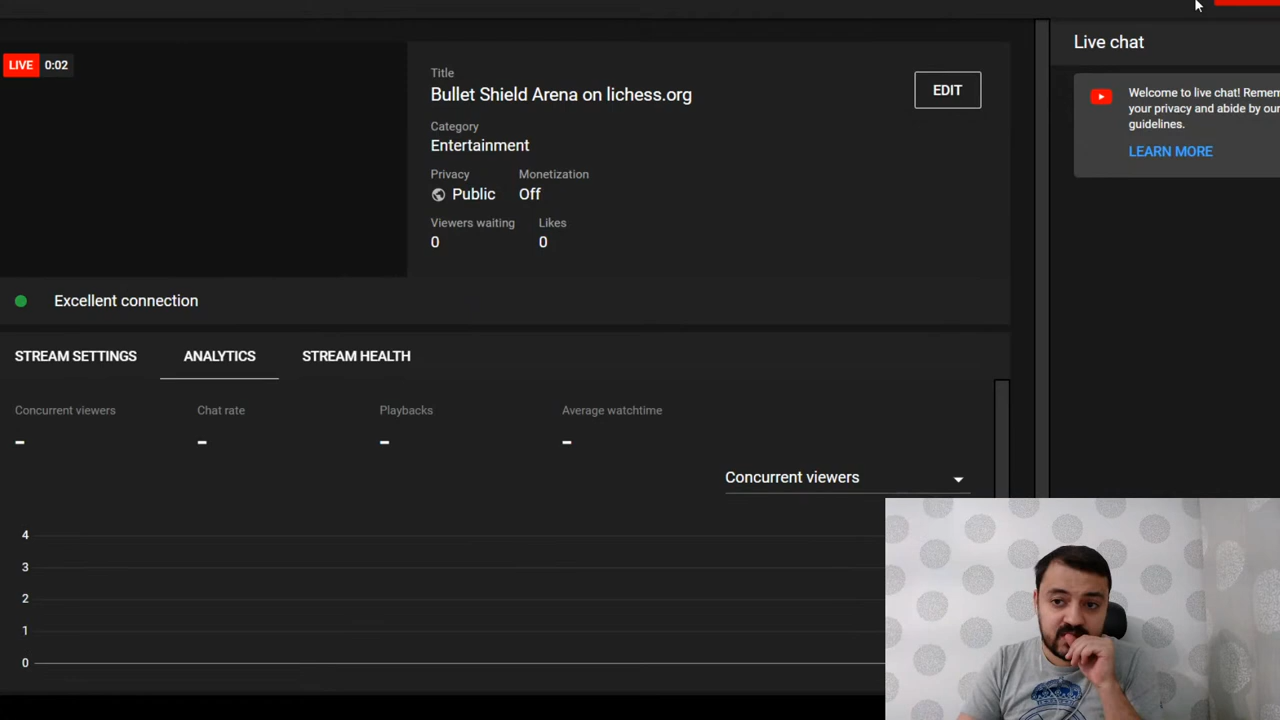 LIVE 0:02
Title
Bullet Shield Arena on lichess.org
EDIT
Category
Entertainment
Privacy Monetization
Public Off
Viewers waiting Likes
0 0
Excellent connection
STREAM SETTINGS ANALYTICS STREAM HEALTH
Concurrent viewers Chat rate Playbacks Average watchtime
– – – –
Concurrent viewers
4
3
2
1
0
Live chat
Welcome to live chat! Remem
your privacy and abide by our
guidelines.
LEARN MORE